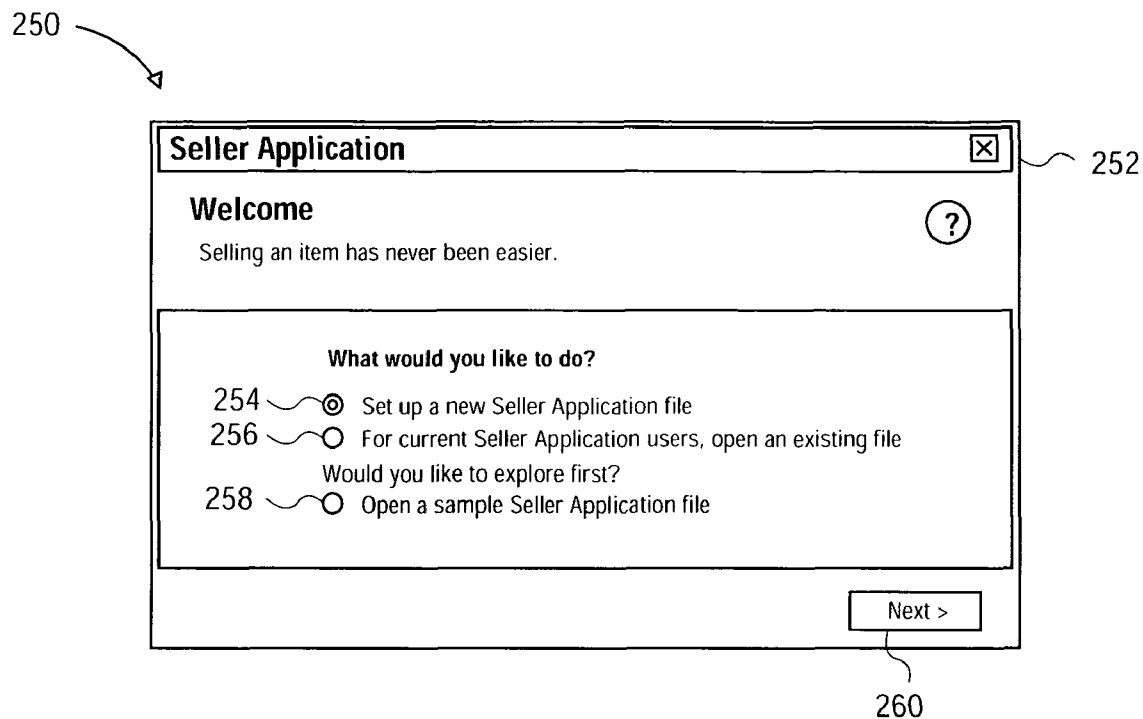 250
Seller Application
252
Welcome
?
Selling an item has never been easier.
What would you like to do?
254 Set up a new Seller Application file
256 For current Seller Application users, open an existing file
Would you like to explore first?
258 Open a sample Seller Application file
Next >
260